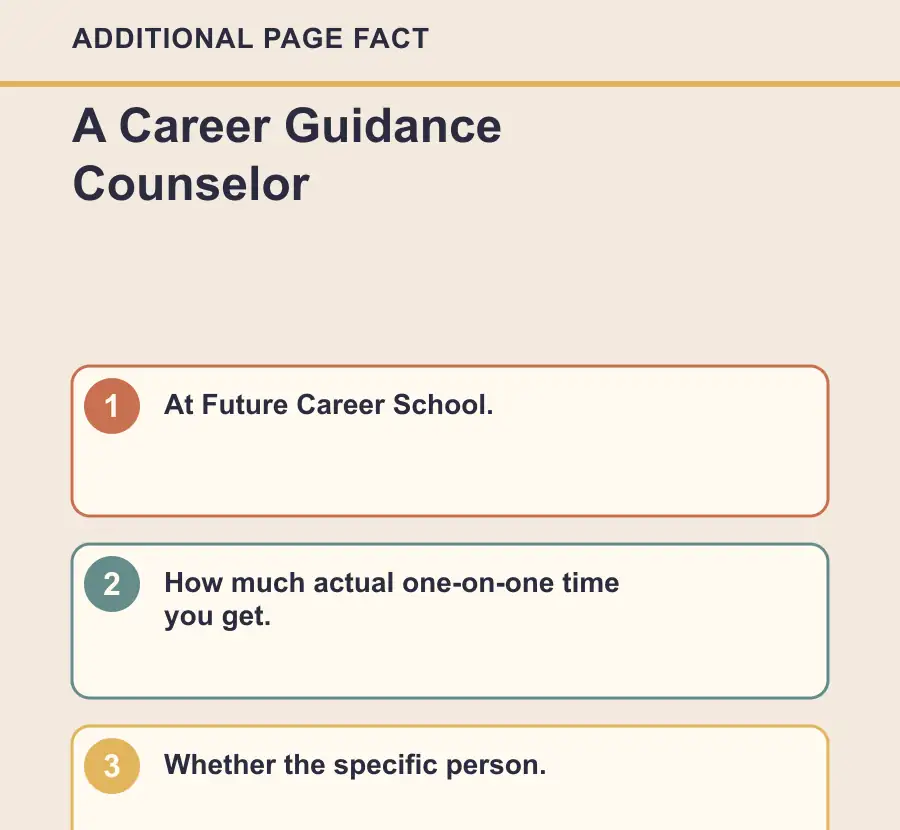 ADDITIONAL PAGE FACT
A Career Guidance
Counselor
1
At Future Career School.
2
How much actual one-on-one time
you get.
3
Whether the specific person.